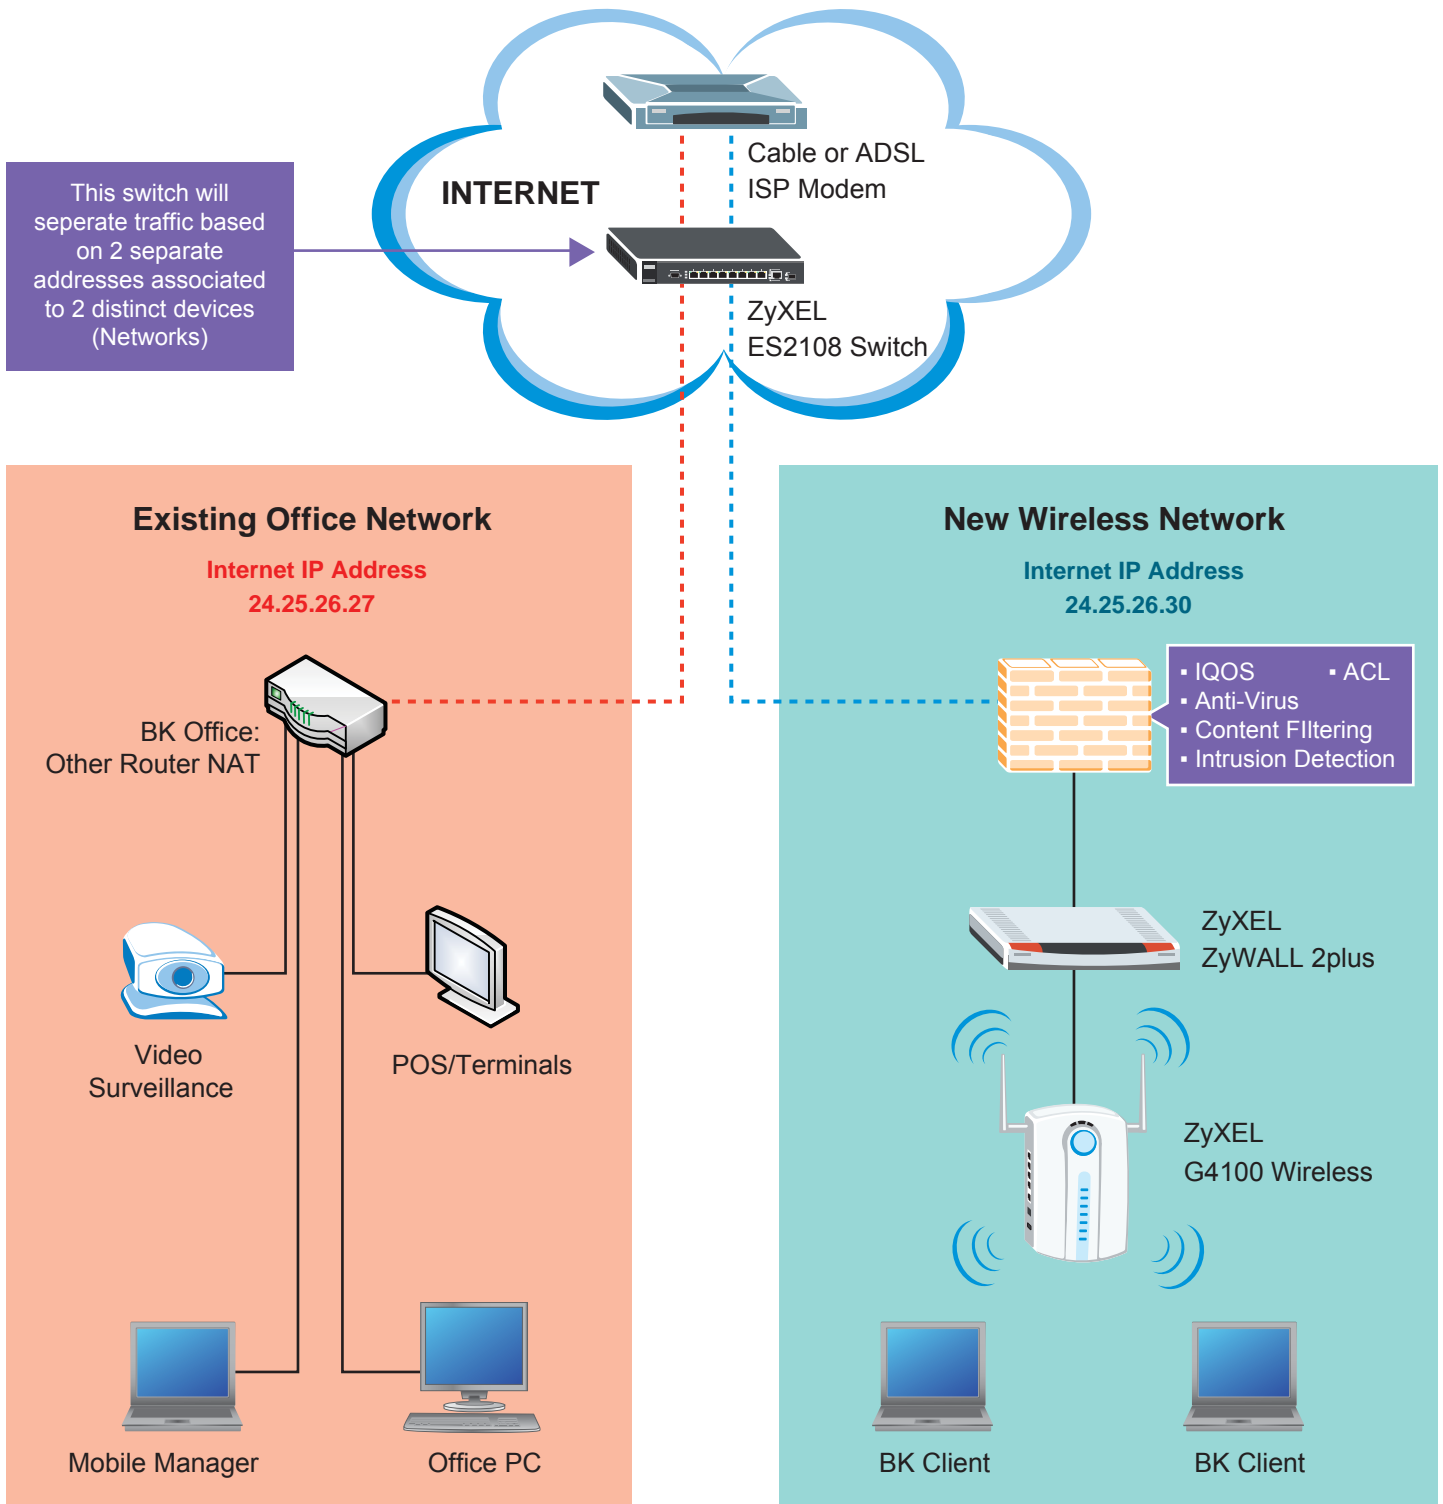 Cable or ADSL
ISP Modem
INTERNET
This switch will
seperate traffic based
on 2 separate
addresses associated
to 2 distinct devices
(Networks)
ZyXEL
ES2108 Switch
Existing Office Network
Internet IP Address
24.25.26.27
BK Office:
Other Router NAT
Video
Surveillance
POS/Terminals
Mobile Manager
Office PC
New Wireless Network
Internet IP Address
24.25.26.30
▪ IQOS ▪ ACL
▪ Anti-Virus
▪ Content FIltering
▪ Intrusion Detection
ZyXEL
ZyWALL 2plus
ZyXEL
G4100 Wireless
BK Client
BK Client